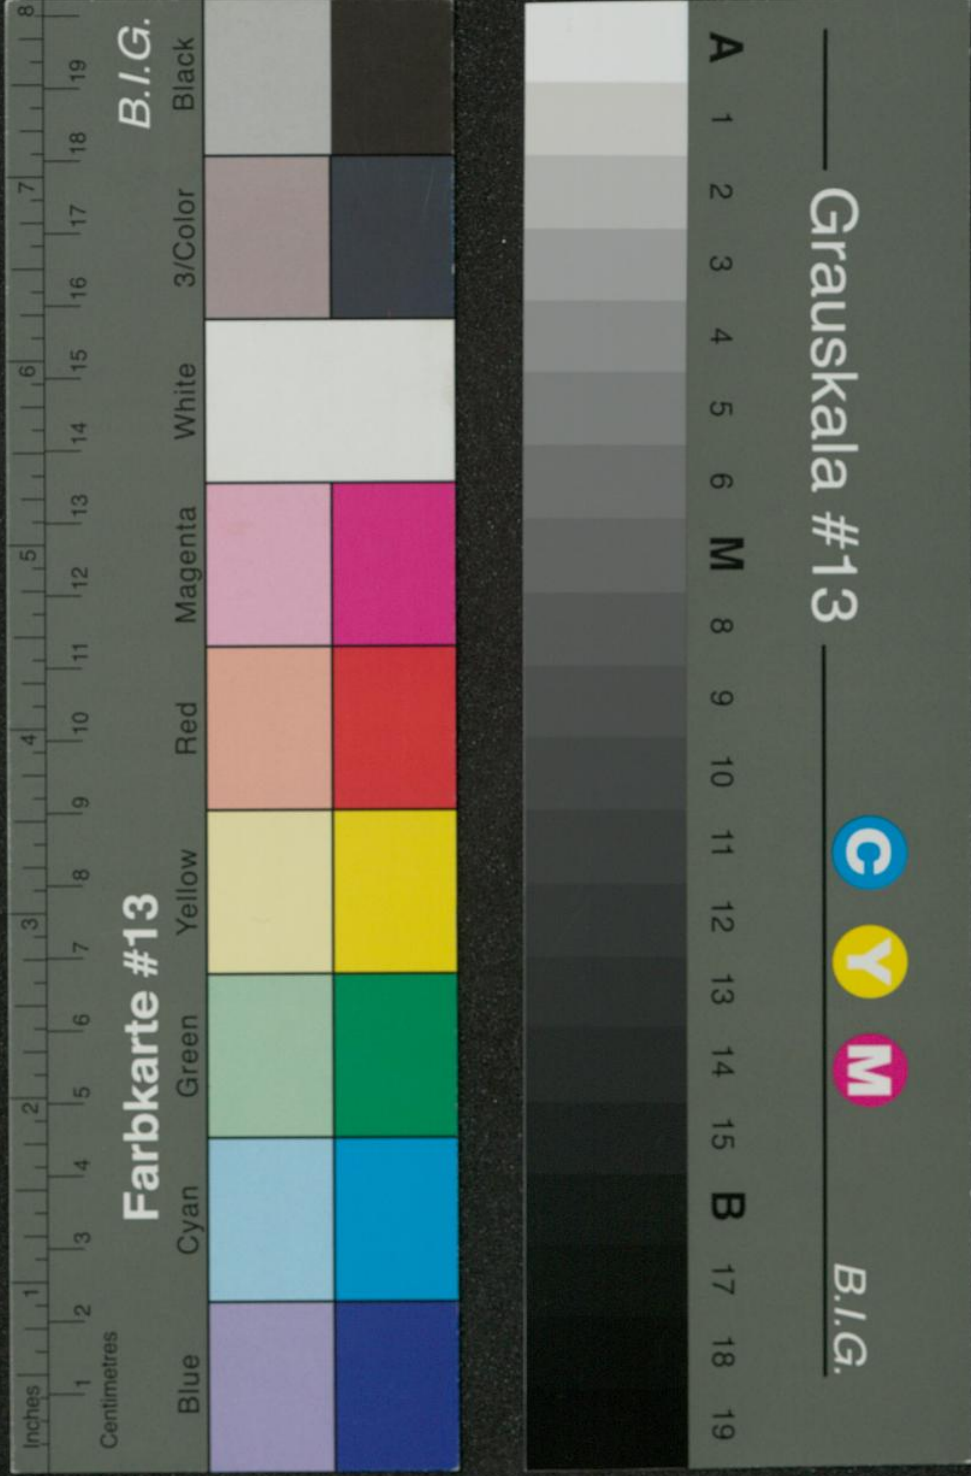 Inches 1 2 3 4 5 6 7 8
Centimetres 1 2 3 4 5 6 7 8 9 10 11 12 13 14 15 16 17 18 19
Farbkarte #13 B.I.G.
Blue Cyan Green Yellow Red Magenta White 3/Color Black
Grauskala #13 C Y M B.I.G.
A 1 2 3 4 5 6 M 8 9 10 11 12 13 14 15 B 17 18 19